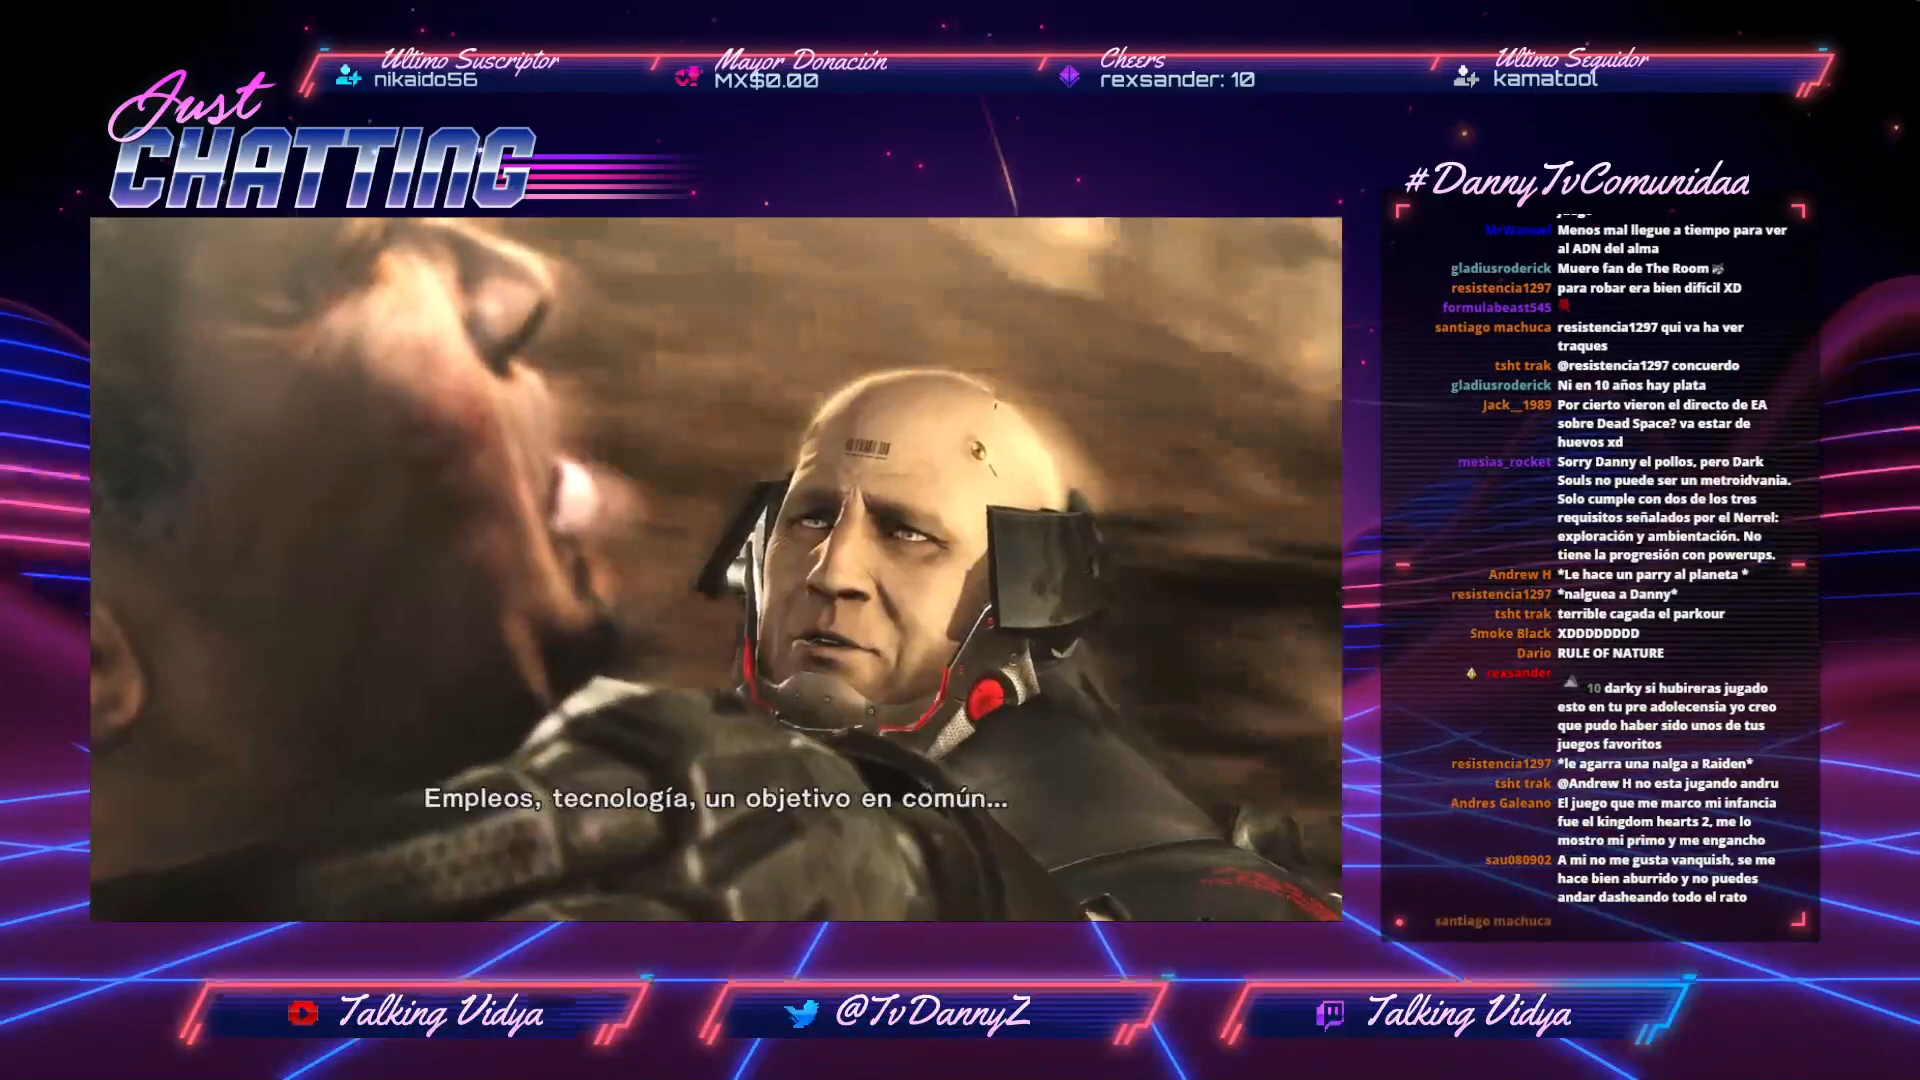 Ultimo Suscriptor
nikaido56
Mayor Donación
MX$0.00
Cheers
rexsander: 10
Ultimo Seguidor
kamatool
Just
CHATTING
#DannyTvComunidaa
MrWanuel Menos mal llegue a tiempo para ver
al ADN del alma
gladiusroderick Muere fan de The Room
resistencia1297 para robar era bien difícil XD
formulabeast545
santiago machuca resistencia1297 qui va ha ver
traques
tsht trak @resistencia1297 concuerdo
gladiusroderick Ni en 10 años hay plata
Jack__1989 Por cierto vieron el directo de EA
sobre Dead Space? va estar de
huevos xd
mesias_rocket Sorry Danny el pollos, pero Dark
Souls no puede ser un metroidvania.
Solo cumple con dos de los tres
requisitos señalados por el Nerrel:
exploración y ambientación. No
tiene la progresión con powerups.
Andrew H *Le hace un parry al planeta *
resistencia1297 *nalguea a Danny*
tsht trak terrible cagada el parkour
Smoke Black XDDDDDDDD
Dario RULE OF NATURE
rexsander
10 darky si hubireras jugado
esto en tu pre adolecensia yo creo
que pudo haber sido unos de tus
juegos favoritos
resistencia1297 *le agarra una nalga a Raiden*
tsht trak @Andrew H no esta jugando andru
Andres Galeano El juego que me marco mi infancia
fue el kingdom hearts 2, me lo
mostro mi primo y me engancho
sau080902 A mi no me gusta vanquish, se me
hace bien aburrido y no puedes
andar dasheando todo el rato
santiago machuca
Empleos, tecnología, un objetivo en común...
Talking Vidya
@TvDannyZ
Talking Vidya